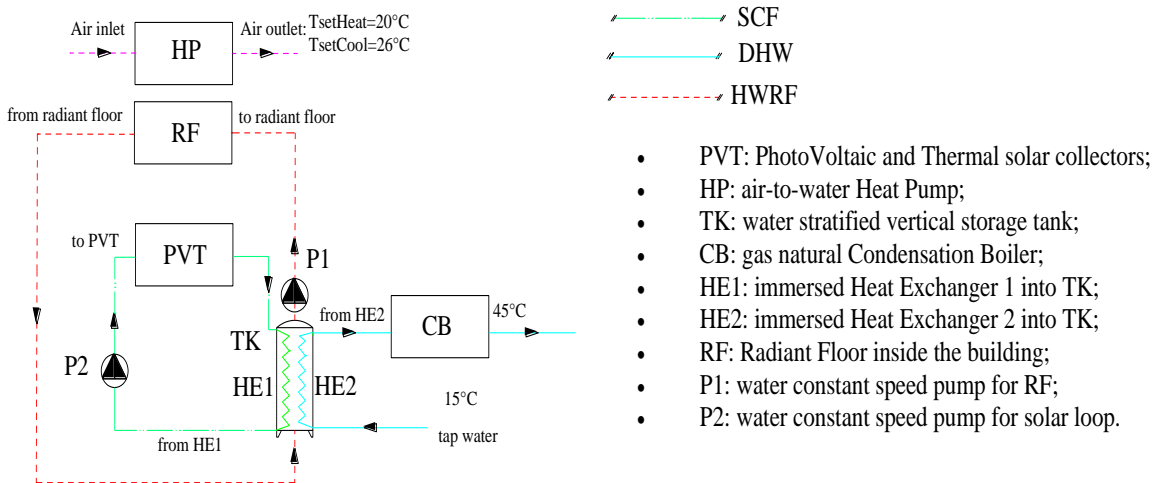 Air inlet
HP
Air outlet:
TsetHeat=20°C
TsetCool=26°C
from radiant floor
RF
to radiant floor
to PVT
PVT
P1
from HE2
CB
45°C
TK
P2
HE1
HE2
15°C
tap water
from HE1
SCF
DHW
HWRF
• PVT: PhotoVoltaic and Thermal solar collectors;
• HP: air-to-water Heat Pump;
• TK: water stratified vertical storage tank;
• CB: gas natural Condensation Boiler;
• HE1: immersed Heat Exchanger 1 into TK;
• HE2: immersed Heat Exchanger 2 into TK;
• RF: Radiant Floor inside the building;
• P1: water constant speed pump for RF;
• P2: water constant speed pump for solar loop.